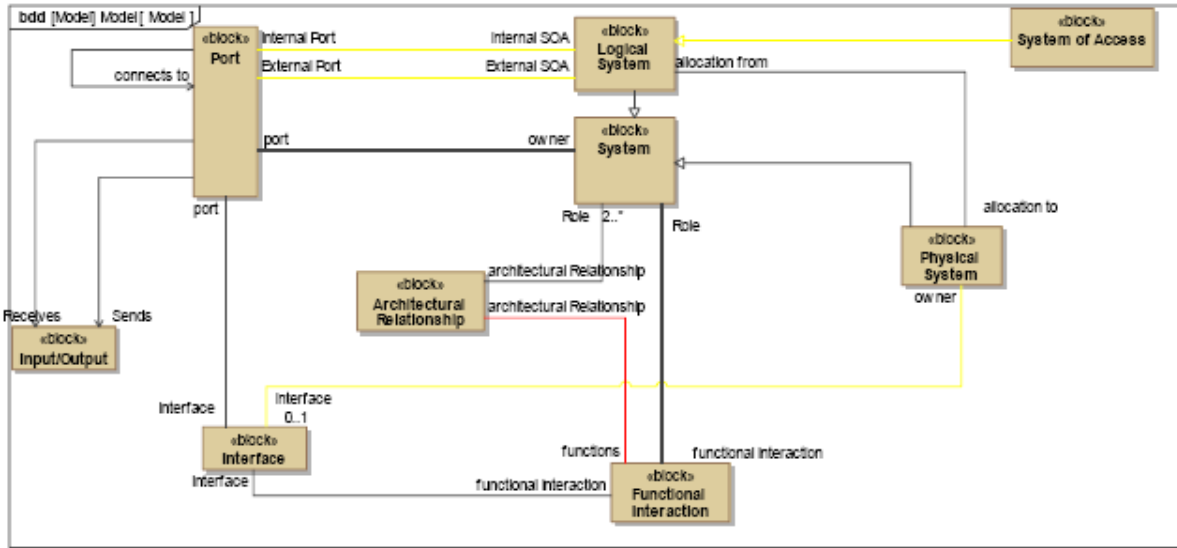 bdd [Model] Model [ Model ]
«block»
Port
Internal Port
Internal SOA
External Port
External SOA
«block»
Logical
System
«block»
System of Access
connects to
allocation from
port
owner
«block»
System
port
Role 2..*
Role
allocation to
«block»
Physical
System
owner
«block»
Architectural
Relationship
architectural Relationship
architectural Relationship
Receives
Sends
«block»
Input/Output
Interface
Interface
0..1
«block»
Interface
Interface
functional Interaction
functions
functional Interaction
«block»
Functional
Interaction